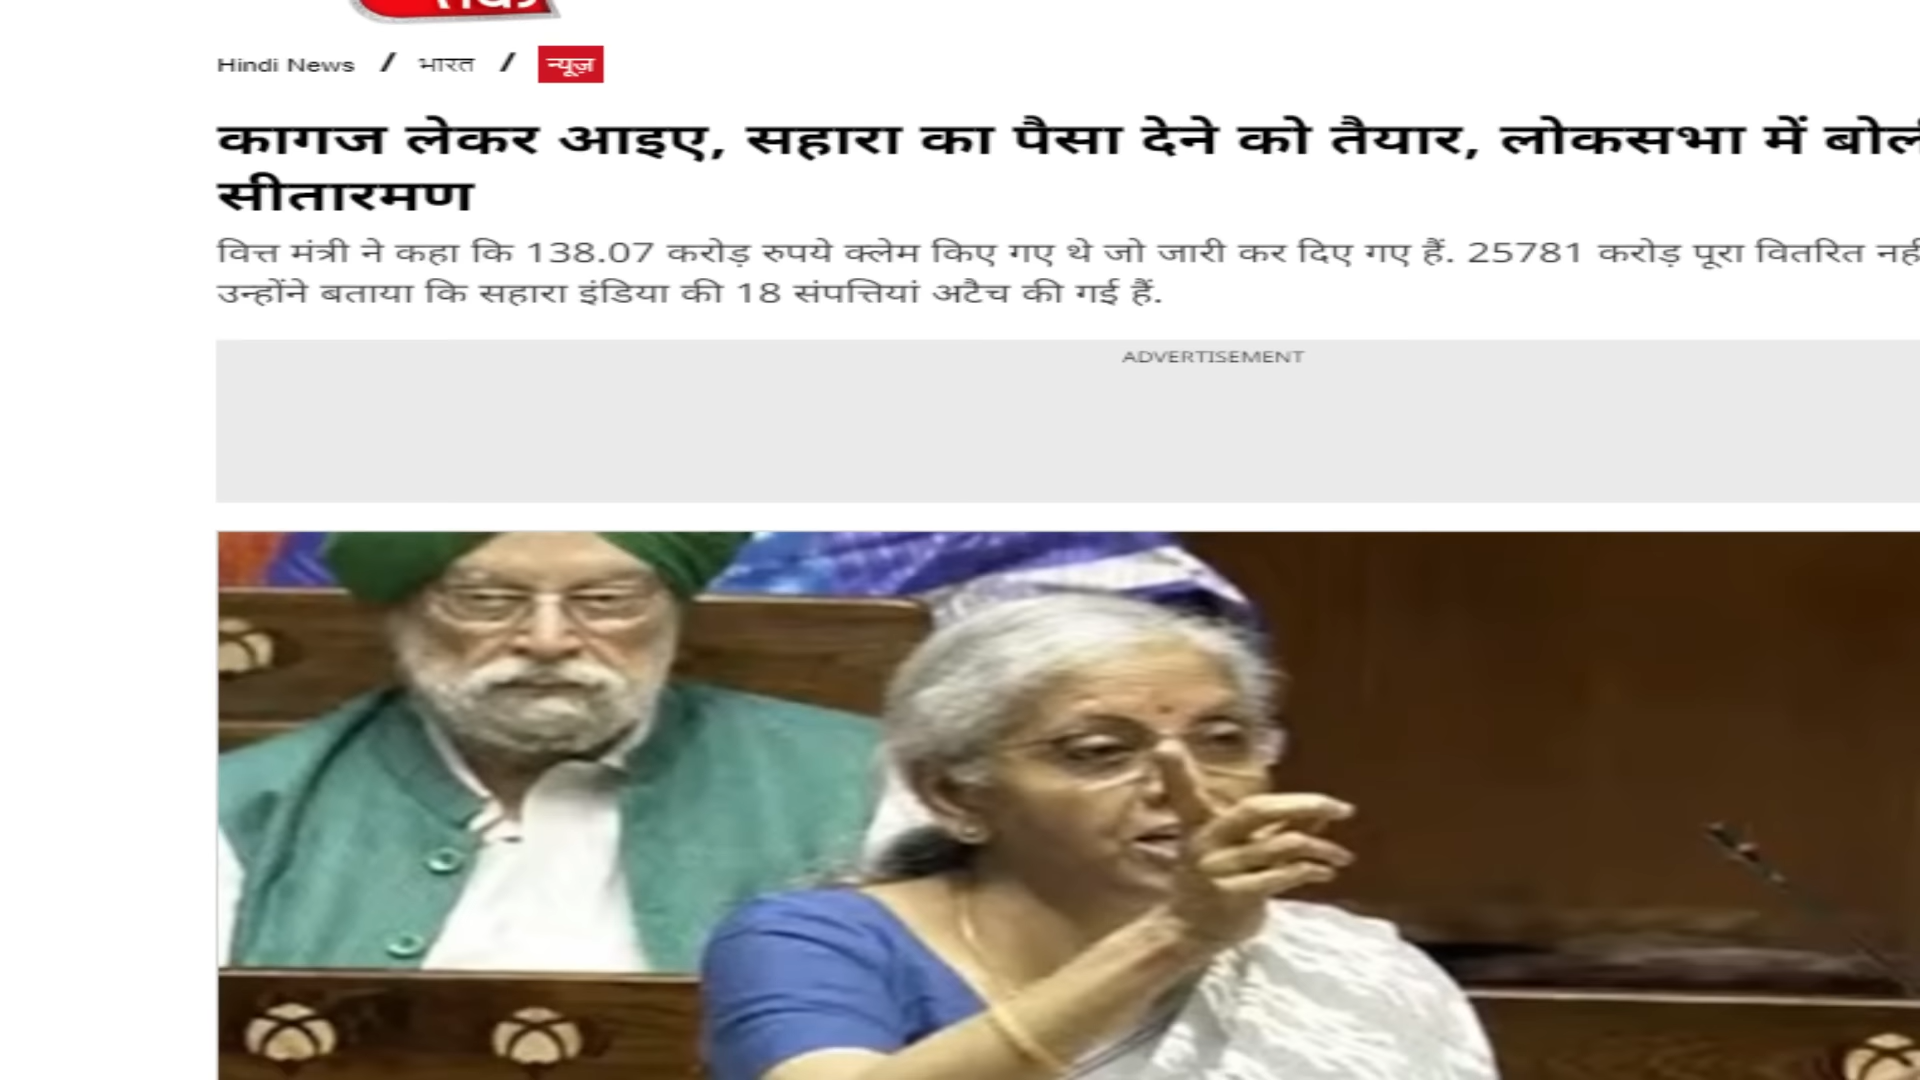 तक
Hindi News / भारत / न्यूज़
कागज लेकर आइए, सहारा का पैसा देने को तैयार, लोकसभा में
सीतारमण
वित्त मंत्री ने कहा कि 138.07 करोड़ रुपये क्लेम किए गए थे जो जारी कर दिए गए हैं. 25781 करोड़ पूरा वितरित
उन्होंने बताया कि सहारा इंडिया की 18 संपत्तियां अटैच की गई हैं.
ADVERTISEMENT